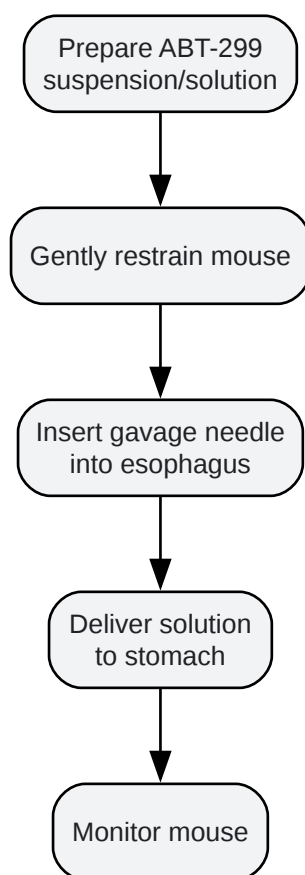 Prepare ABT-299
suspension/solution
Gently restrain mouse
Insert gavage needle
into esophagus
Deliver solution
to stomach
Monitor mouse